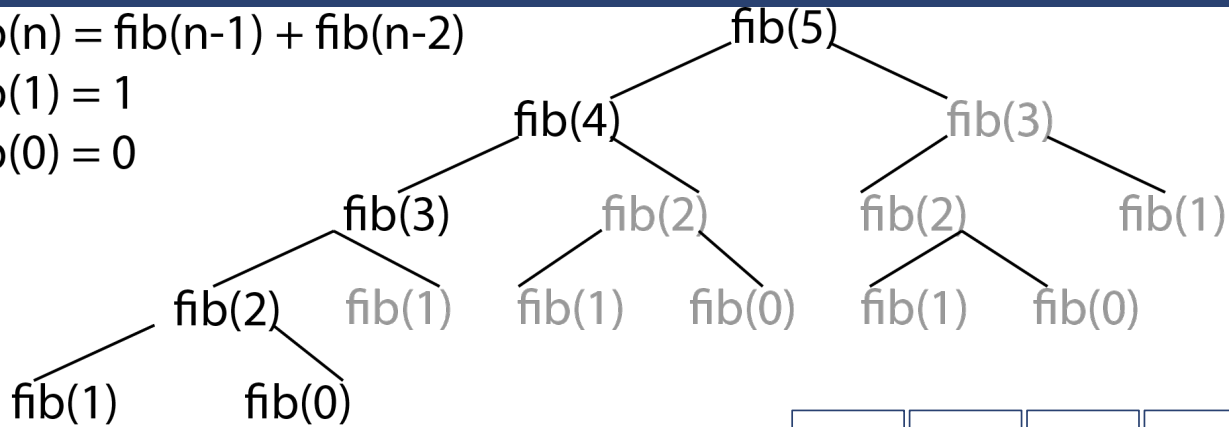 b(n) = fib(n-1) + fib(n-2)
b(1) = 1
b(0) = 0
fib(5)
fib(4) fib(3)
fib(3) fib(2) fib(2) fib(1)
fib(2) fib(1) fib(1) fib(0) fib(1) fib(0)
fib(1) fib(0)